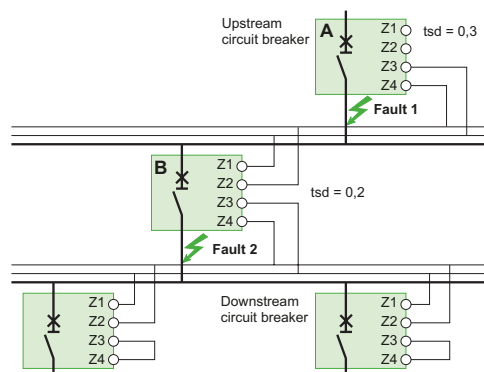 Upstream
circuit breaker
A
Z1
Z2
Z3
Z4
tsd = 0,3
Fault 1
B
Z1
Z2
Z3
Z4
tsd = 0,2
Fault 2
Z1
Z2
Z3
Z4
Downstream
circuit breaker
Z1
Z2
Z3
Z4